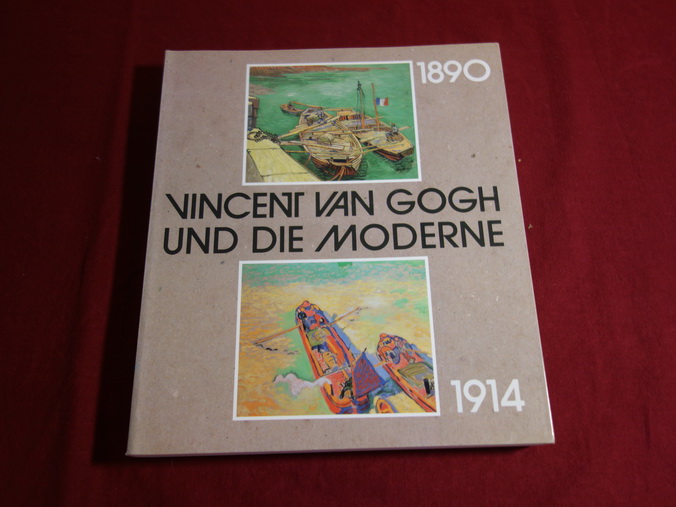 1890
VINCENT VAN GOGH
UND DIE MODERNE
1914